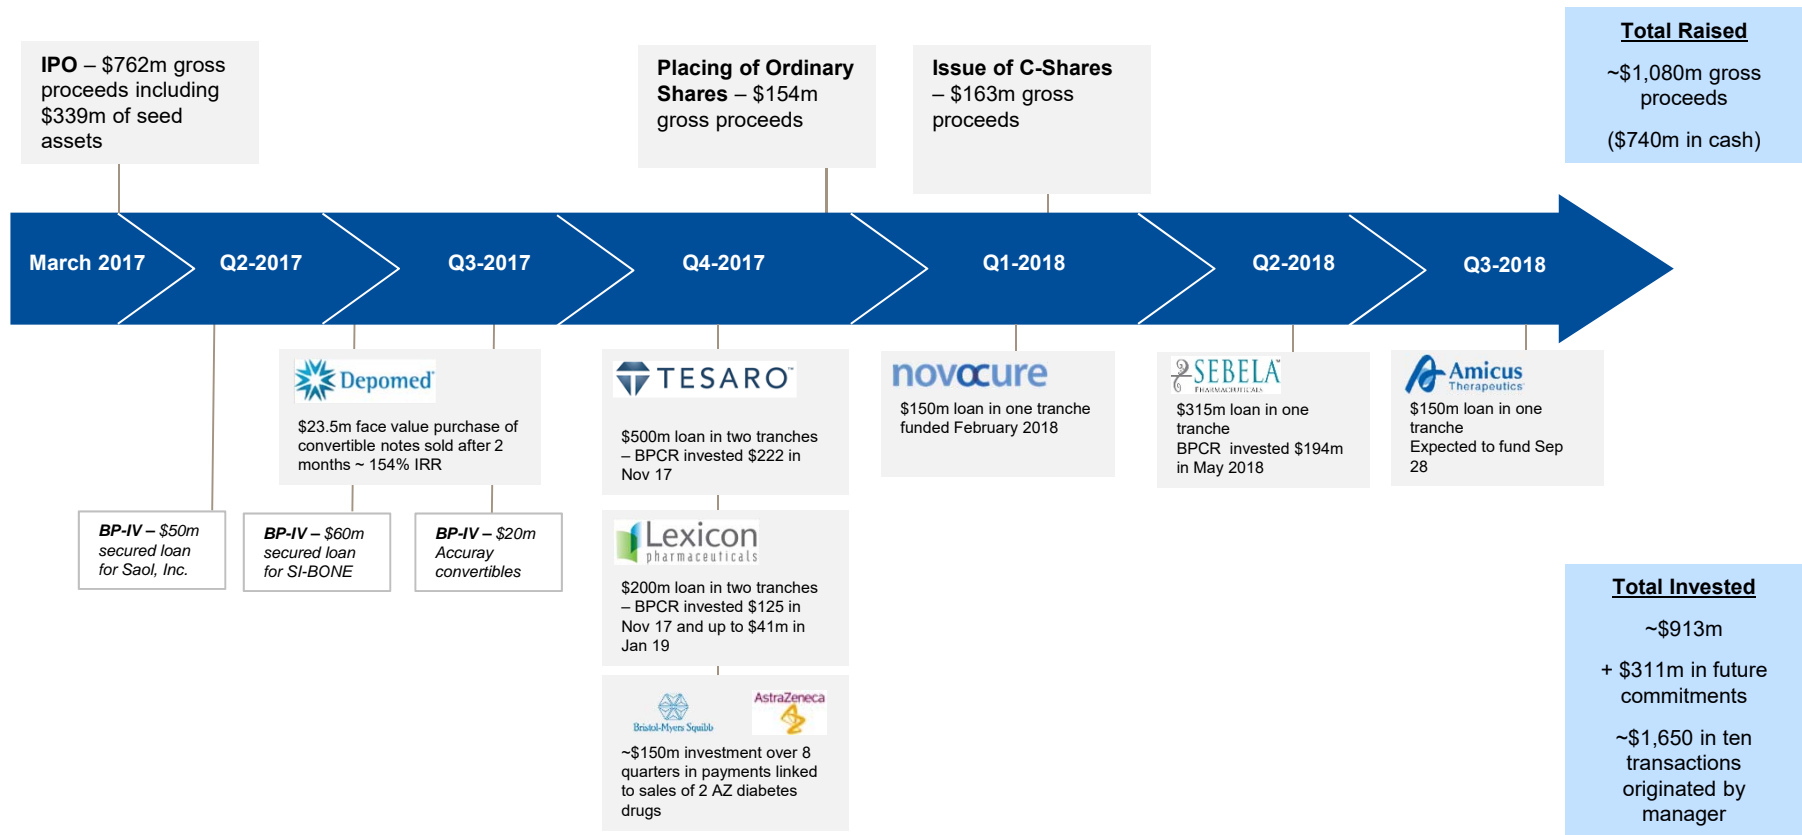 IPO – $762m gross
proceeds including
$339m of seed
assets
Placing of Ordinary
Shares – $154m
gross proceeds
Issue of C-Shares
– $163m gross
proceeds
Total Raised
~$1,080m gross
proceeds
($740m in cash)
March 2017
Q2-2017
Q3-2017
Q4-2017
Q1-2018
Q2-2018
Q3-2018
Depomed
$23.5m face value purchase of
convertible notes sold after 2
months ~ 154% IRR
BP-IV – $50m
secured loan
for Saol, Inc.
BP-IV – $60m
secured loan
for SI-BONE
BP-IV – $20m
Accuray
convertibles
TESARO™
$500m loan in two tranches
– BPCR invested $222 in
Nov 17
Lexicon
pharmaceuticals
$200m loan in two tranches
– BPCR invested $125 in
Nov 17 and up to $41m in
Jan 19
Bristol-Myers Squibb
AstraZeneca
~$150m investment over 8
quarters in payments linked
to sales of 2 AZ diabetes
drugs
novocure
$150m loan in one tranche
funded February 2018
SEBELA™
PHARMACEUTICALS
$315m loan in one
tranche
BPCR invested $194m
in May 2018
Amicus
Therapeutics
$150m loan in one
tranche
Expected to fund Sep
28
Total Invested
~$913m
+ $311m in future
commitments
~$1,650 in ten
transactions
originated by
manager